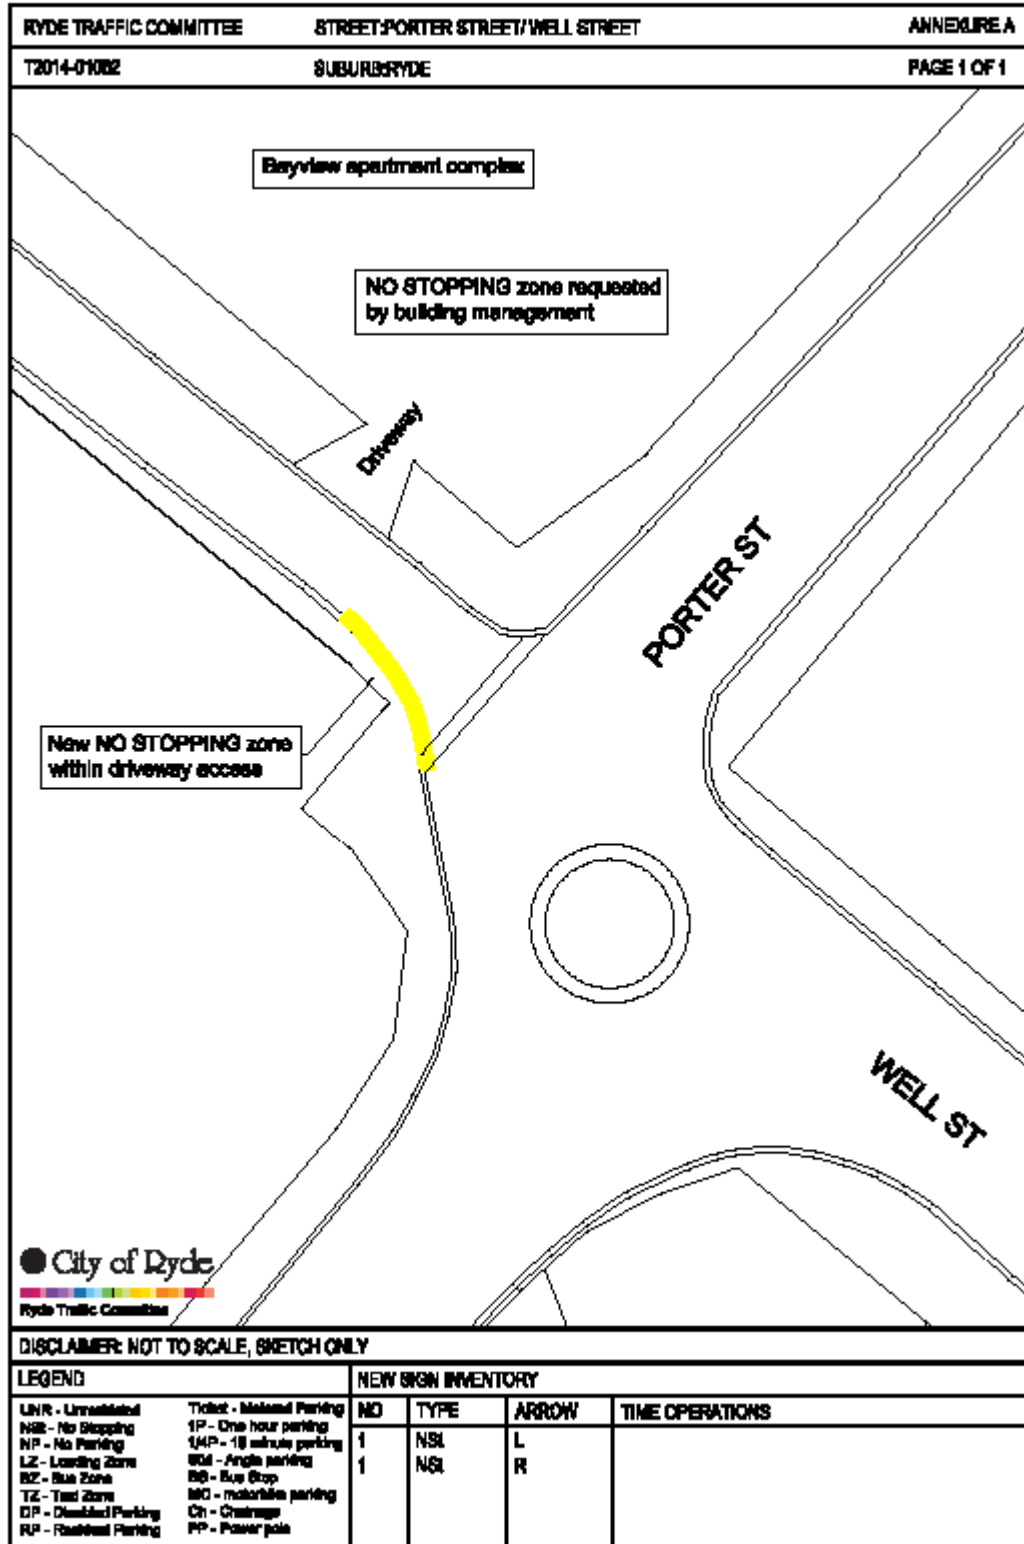 RYDE TRAFFIC COMMITTEE STREET:PORTER STREET/ WELL STREET ANNEXURE A
T2014-01082 SUBURB:RYDE PAGE 1 OF 1
Bayview apartment complex
NO STOPPING zone requested
by building management
Driveway
PORTER ST
New NO STOPPING zone
within driveway access
WELL ST
City of Ryde
Ryde Traffic Committee
DISCLAIMER: NOT TO SCALE, SKETCH ONLY
LEGEND
UNR - Unrestricted
NSt - No Stopping
NP - No Parking
LZ - Loading Zone
BZ - Bus Zone
TZ - Taxi Zone
DP - Disabled Parking
RP - Resident Parking
Ticket - Metered Parking
1P - One hour parking
1/4P - 15 minute parking
90d - Angle parking
BS - Bus Stop
MC - motorbike parking
Ch - Chainage
PP - Power pole
NEW SIGN INVENTORY
NO TYPE ARROW TIME OPERATIONS
1 NSt L
1 NSt R